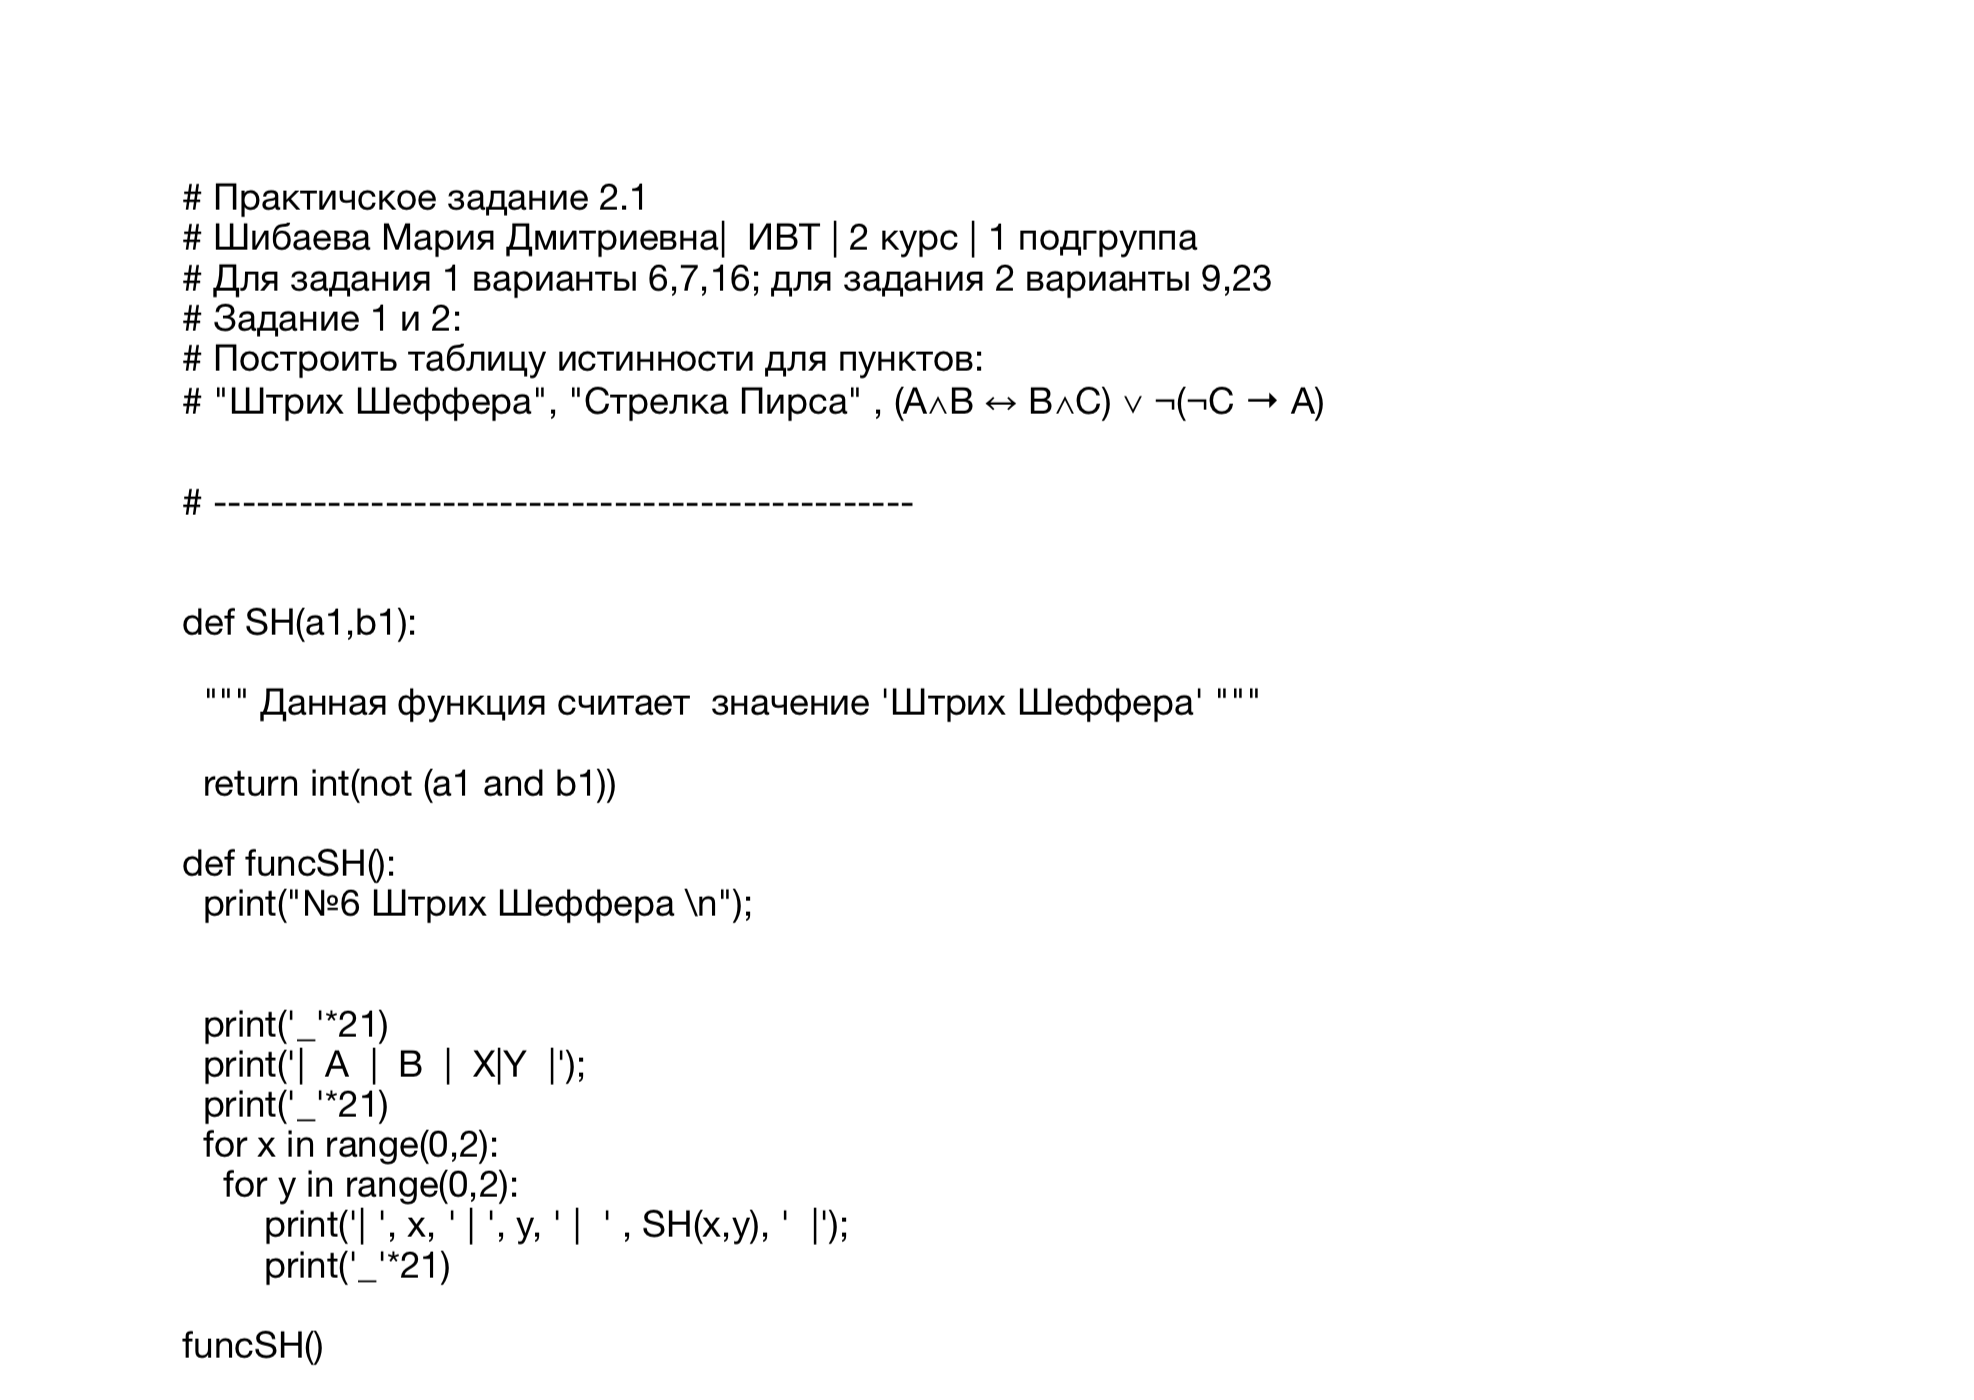 # Практичское задание 2.1
# Шибаева Мария Дмитриевна|  ИВТ | 2 курс | 1 подгруппа
# Для задания 1 варианты 6,7,16; для задания 2 варианты 9,23
# Задание 1 и 2:
# Построить таблицу истинности для пунктов:
# "Штрих Шеффера", "Стрелка Пирса" , (A∧B ↔ B∧C) ∨ ¬(¬C → A)
# -------------------------------------------------
def SH(a1,b1):
  """ Данная функция считает  значение 'Штрих Шеффера' """
  return int(not (a1 and b1))
def funcSH():
  print("№6 Штрих Шеффера \n");
  print('_'*21)
  print('|  A  |  B  |  X|Y  |');
  print('_'*21)
  for x in range(0,2):
    for y in range(0,2):
        print('| ', x, ' | ', y, ' |  ' , SH(x,y), '  |');
        print('_'*21)
funcSH()